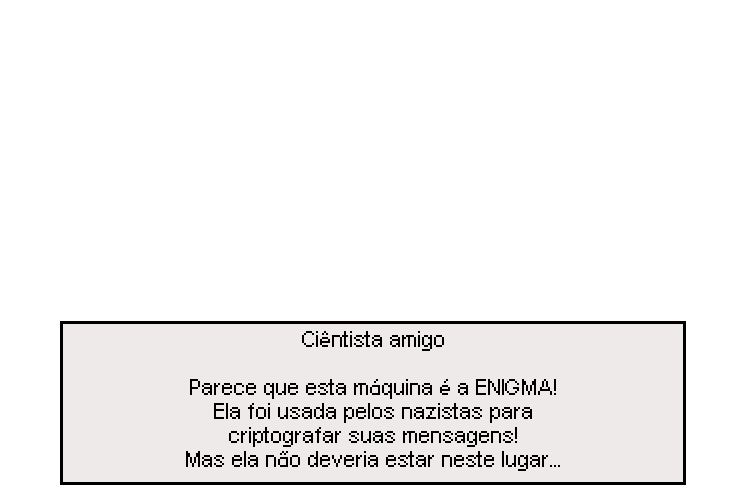 Ciêntista amigo
Parece que esta máquina é a ENIGMA!
Ela foi usada pelos nazistas para
criptografar suas mensagens!
Mas ela não deveria estar neste lugar...